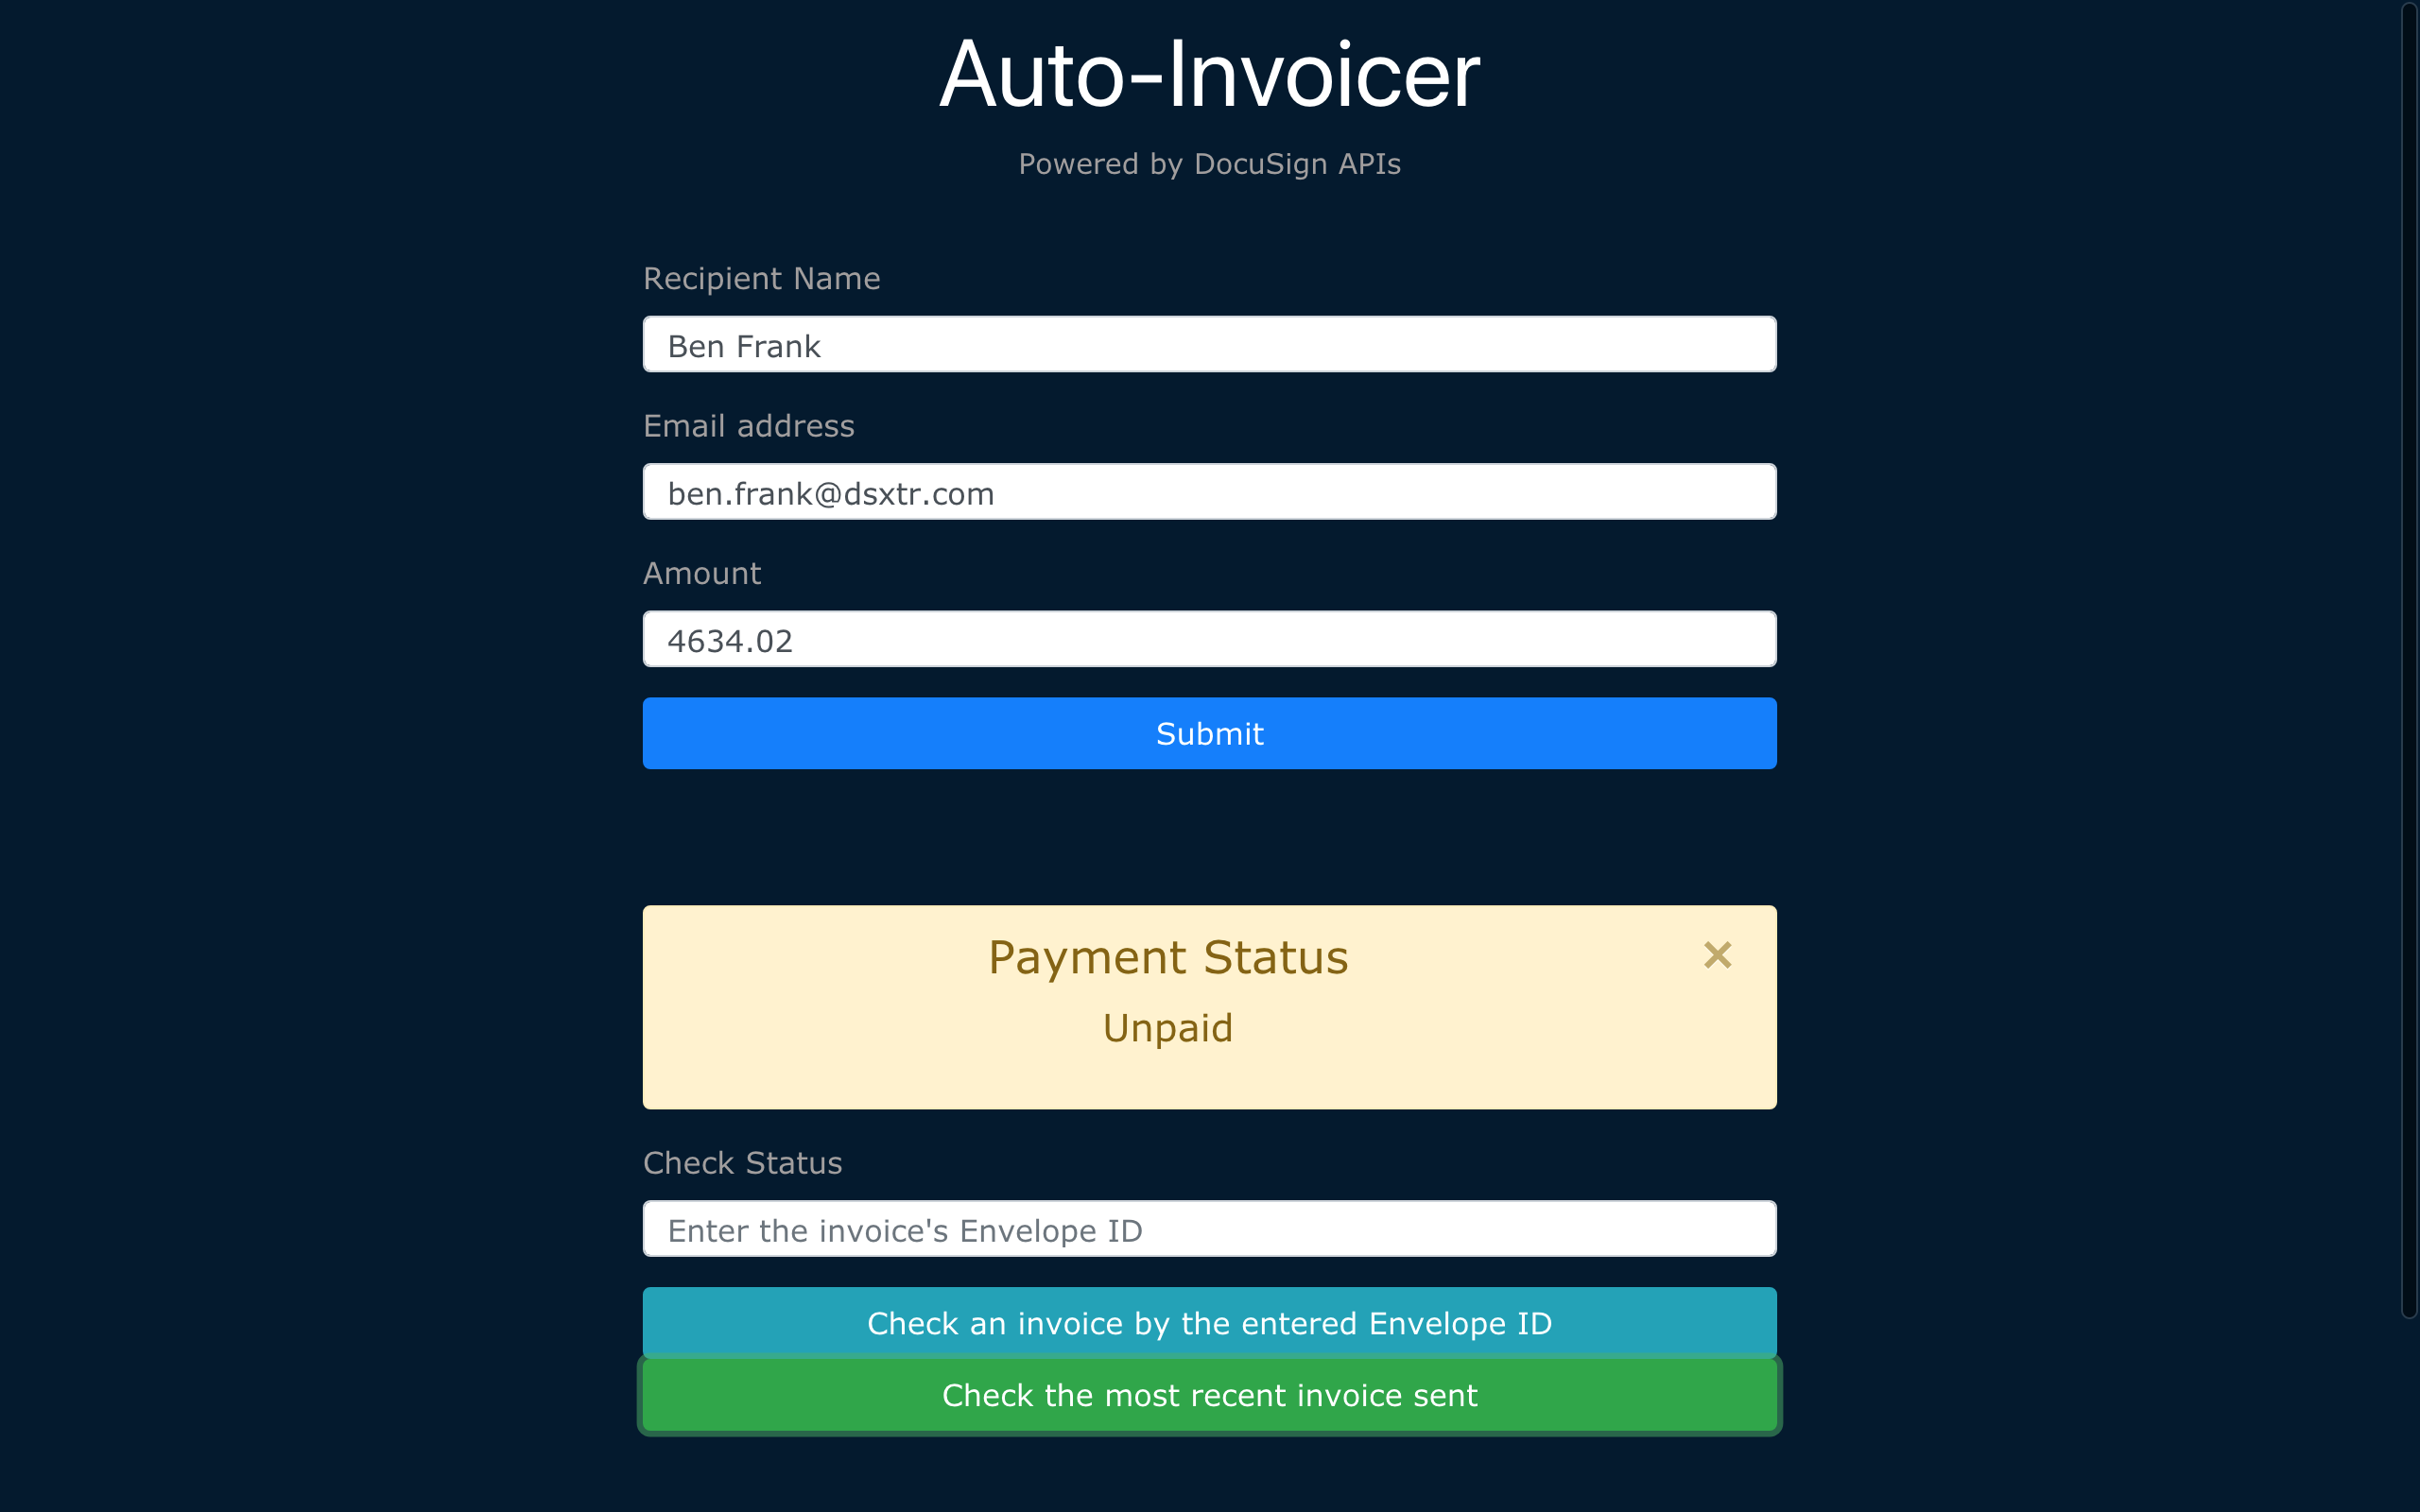 Auto-Invoicer
Powered by DocuSign APIs
Recipient Name
Ben Frank
Email address
ben.frank@dsxtr.com
Amount
4634.02
Submit
Payment Status
×
Unpaid
Check Status
Enter the invoice's Envelope ID
Check an invoice by the entered Envelope ID
Check the most recent invoice sent